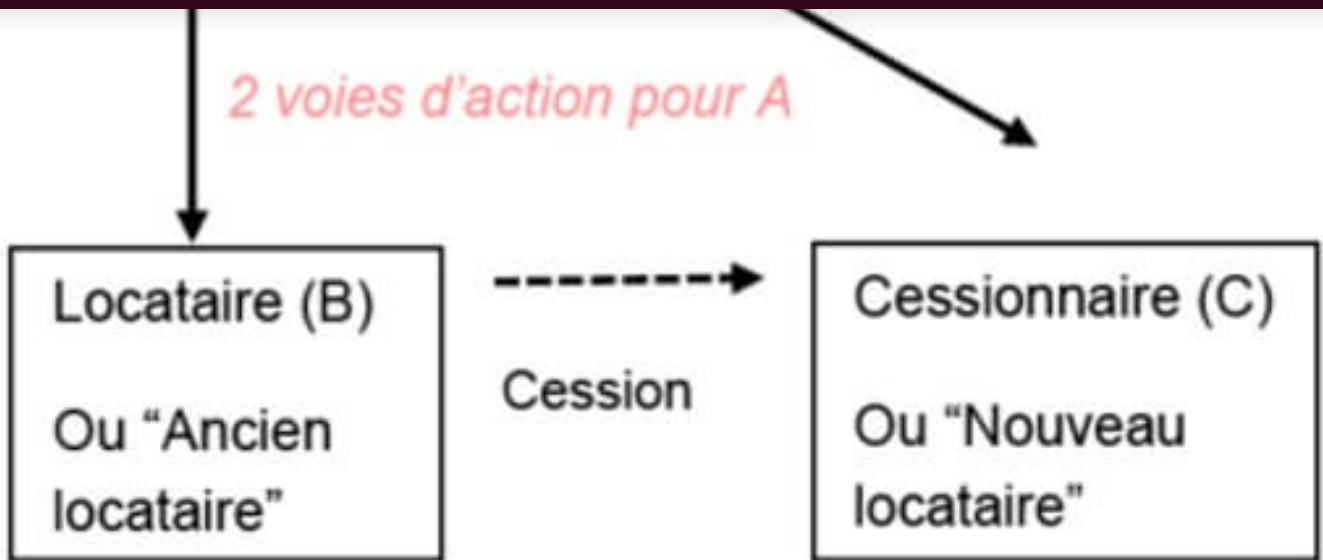 2 voies d'action pour A
Locataire (B)
Ou “Ancien
locataire”
Cession
Cessionnaire (C)
Ou “Nouveau
locataire”